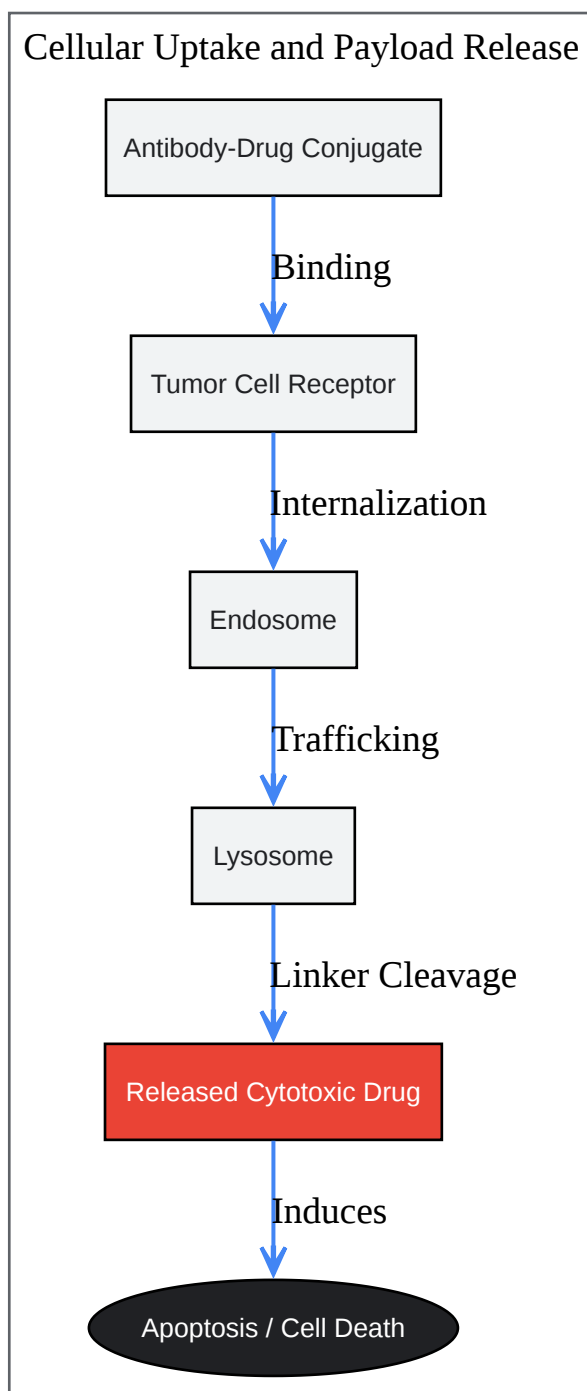 Cellular Uptake and Payload Release
Antibody-Drug Conjugate
Binding
Tumor Cell Receptor
Internalization
Endosome
Trafficking
Lysosome
Linker Cleavage
Released Cytotoxic Drug
Induces
Apoptosis / Cell Death